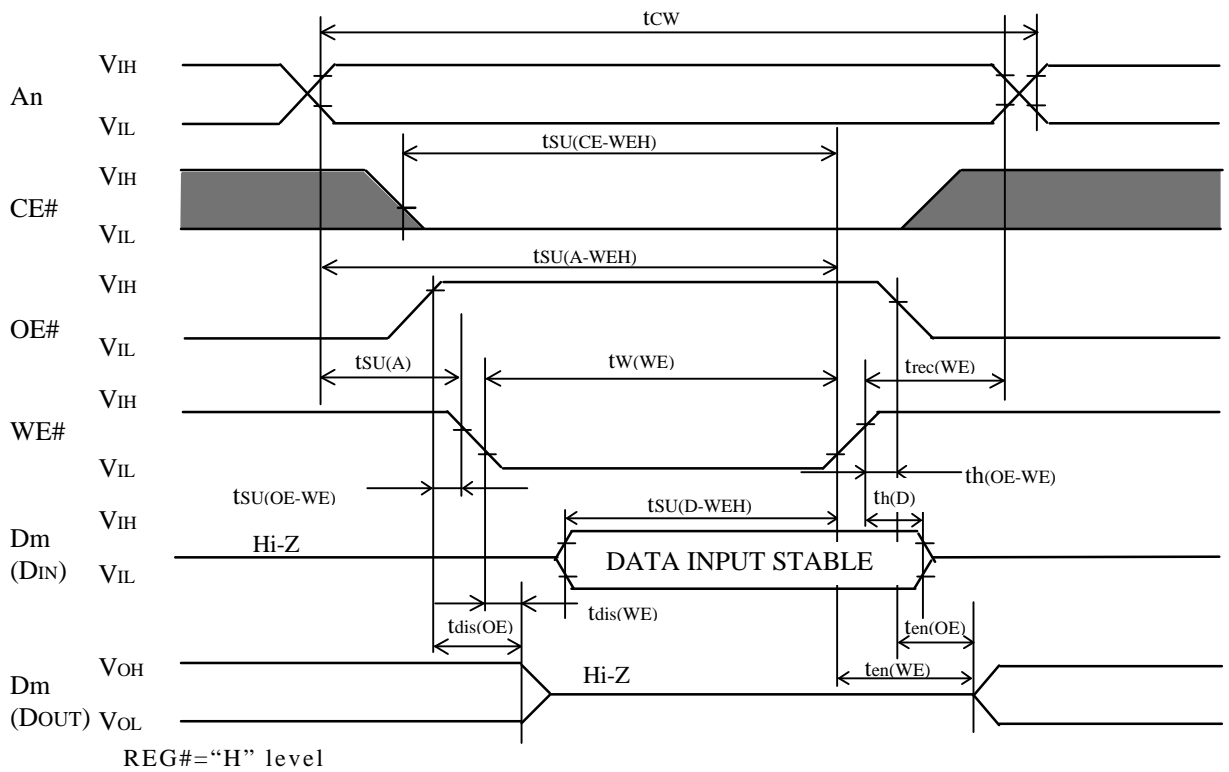 tCW
VIH
An
VIL
tSU(CE-WEH)
VIH
CE#
VIL
tSU(A-WEH)
VIH
OE#
VIL
tSU(A)
tW(WE)
trec(WE)
VIH
WE#
VIL
tSU(OE-WE)
th(OE-WE)
tSU(D-WEH)
th(D)
VIH
Dm
Hi-Z
(DIN)
VIL
DATA INPUT STABLE
tdis(OE)
tdis(WE)
ten(OE)
ten(WE)
VOH
Dm
Hi-Z
(DOUT)
VOL
REG#=“H” level